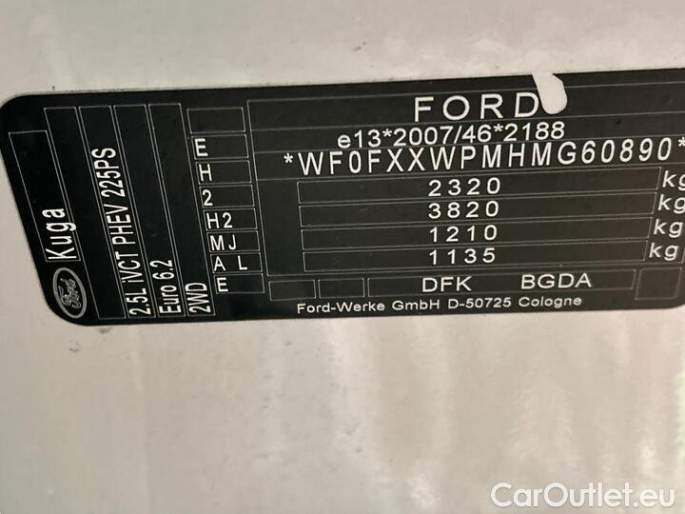 FORD
e13*2007/46*2188
*WF0FXXWPMHMG60890*
2320 kg
3820 kg
1210 kg
1135 kg
DFK BGDA
Ford-Werke GmbH D-50725 Cologne
Ford
Kuga
2.5L iVCT PHEV 225PS
Euro 6.2
2WD
E
H
2
H2
MJ
A L
E
CarOutlet.eu